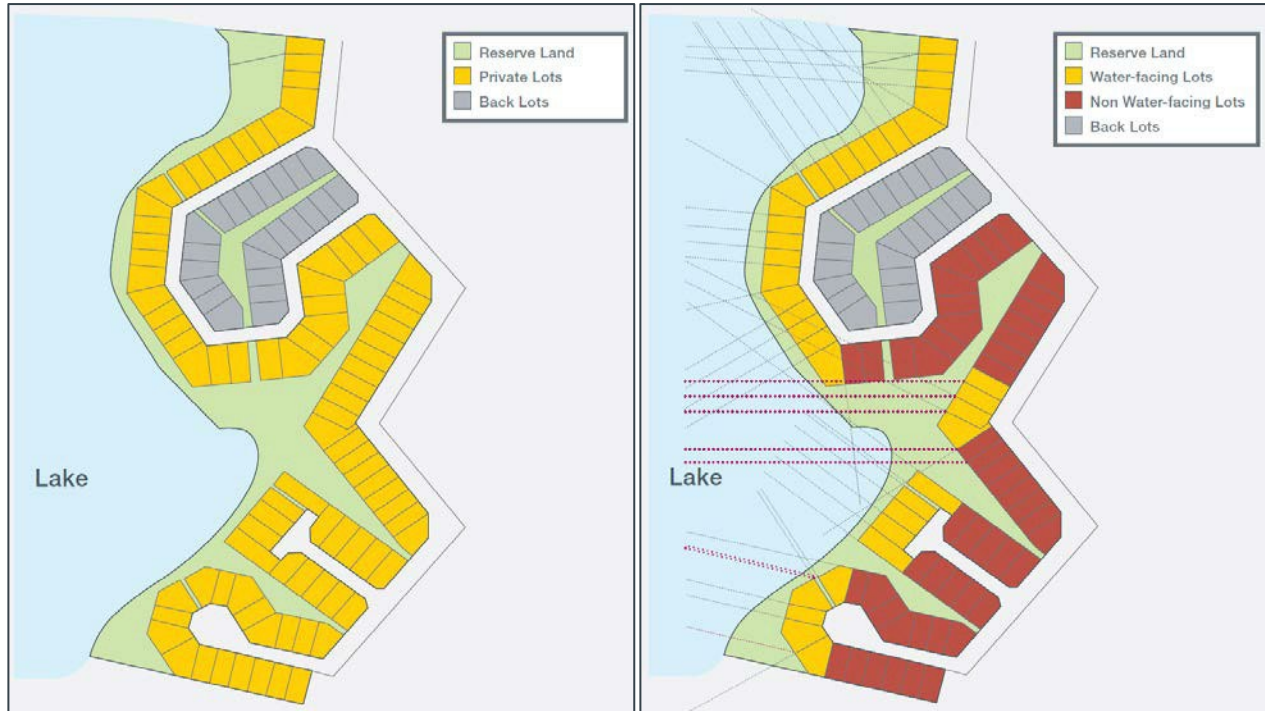 Reserve Land
Private Lots
Back Lots
Lake
Reserve Land
Water-facing Lots
Non Water-facing Lots
Back Lots
Lake